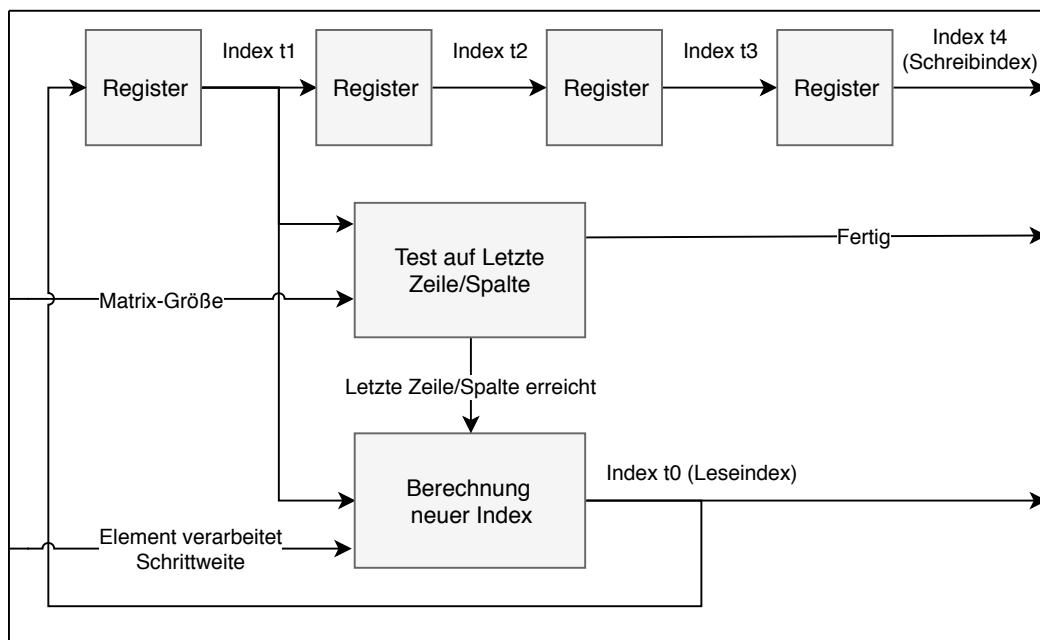 Index t1
Index t2
Index t3
Index t4
(Schreibindex)
Register
Register
Register
Register
Test auf Letzte
Zeile/Spalte
Fertig
Matrix-Größe
Letzte Zeile/Spalte erreicht
Berechnung
neuer Index
Index t0 (Leseindex)
Element verarbeitet
Schrittweite